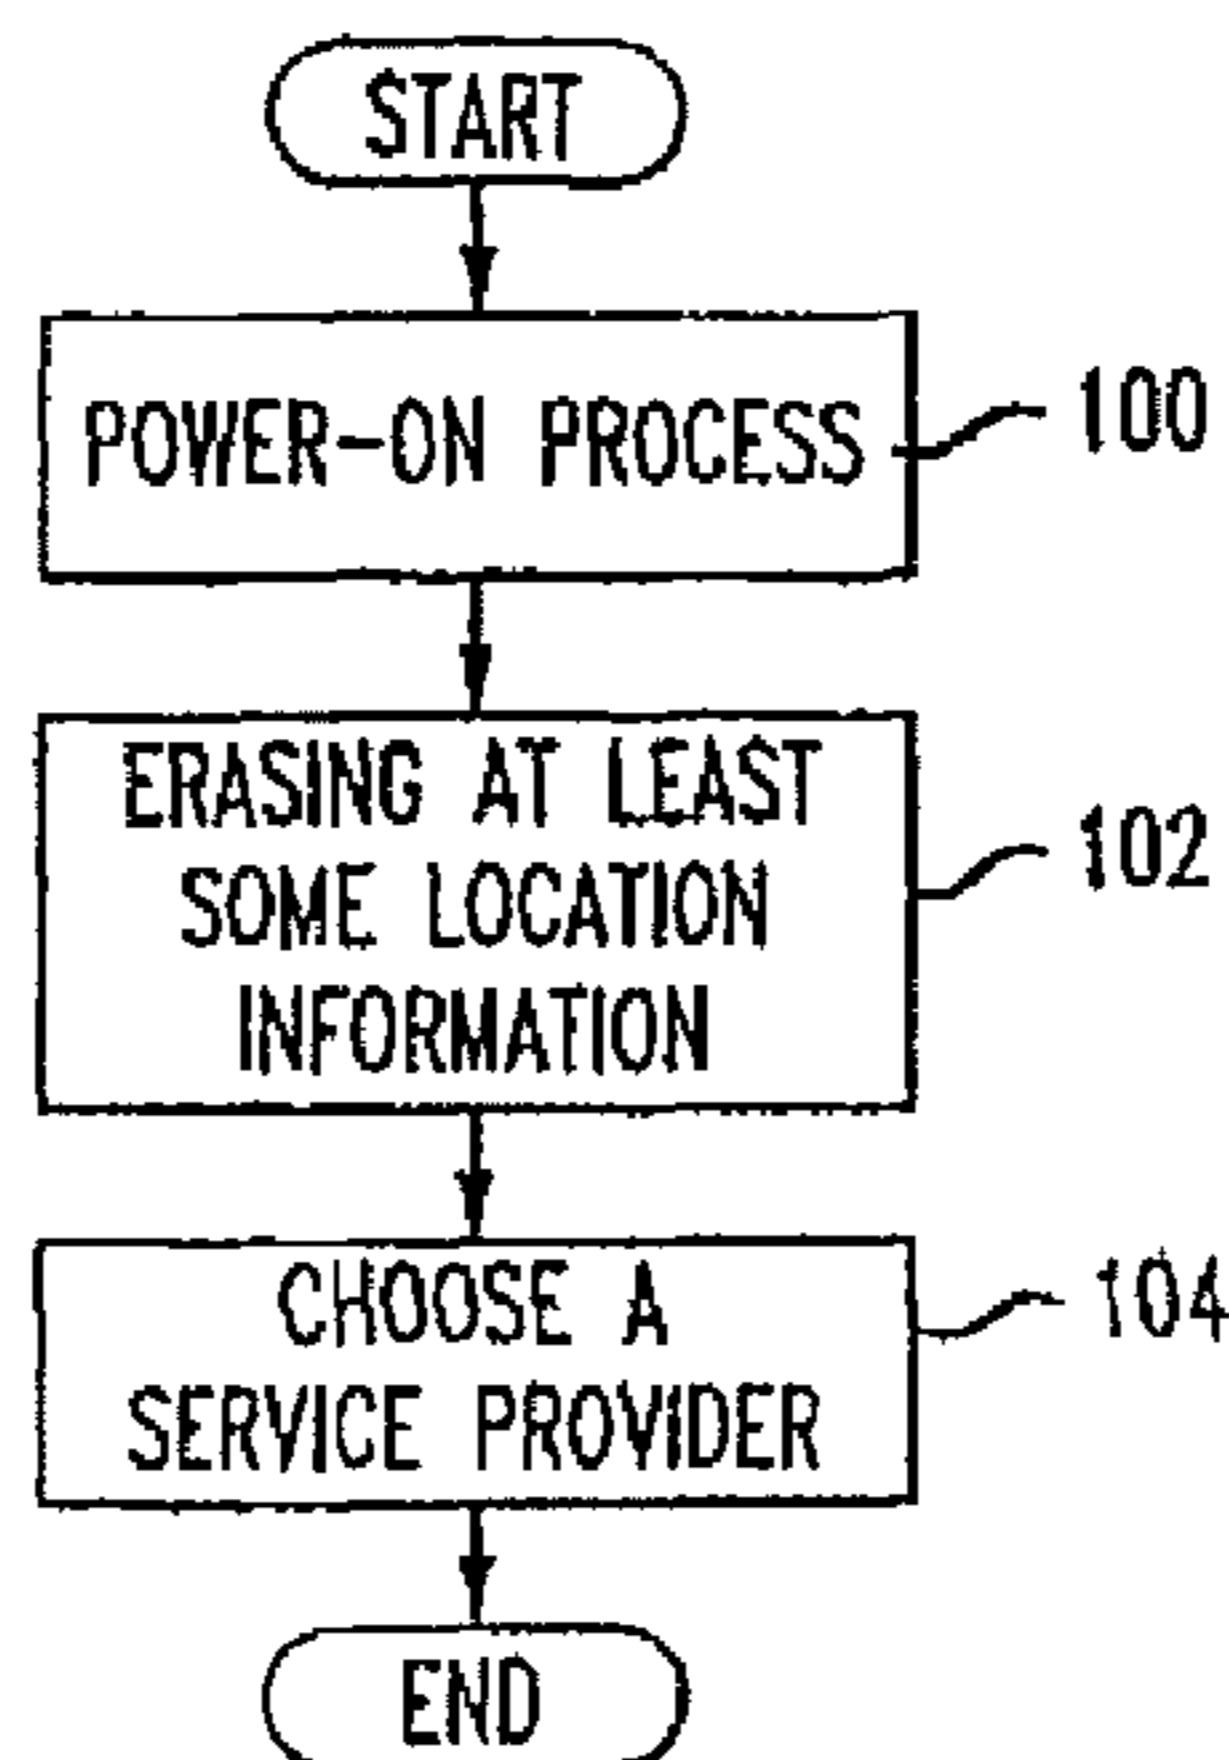 START
POWER-ON PROCESS
100
ERASING AT LEAST
SOME LOCATION
INFORMATION
102
CHOOSE A
SERVICE PROVIDER
104
END